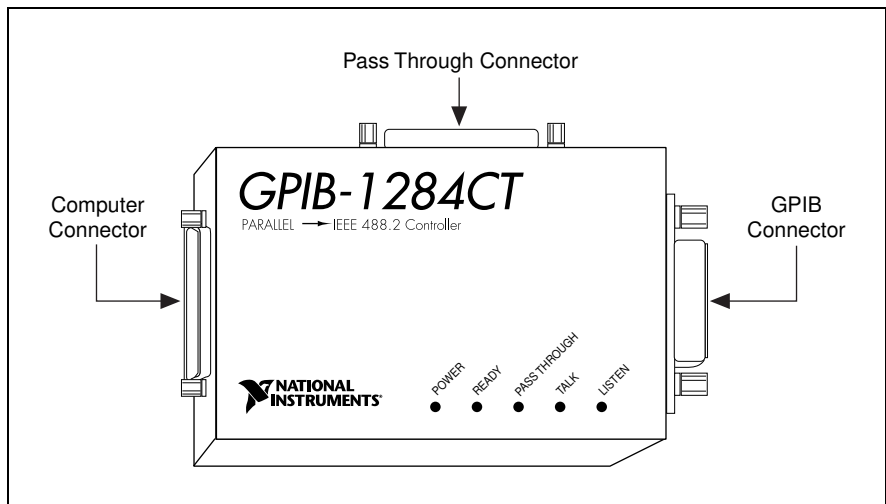 Pass Through Connector
Computer
Connector
GPIB
Connector
GPIB-1284CT
PARALLEL → IEEE 488.2 Controller
POWER
READY
PASS THROUGH
TALK
LISTEN
NATIONAL
INSTRUMENTS®